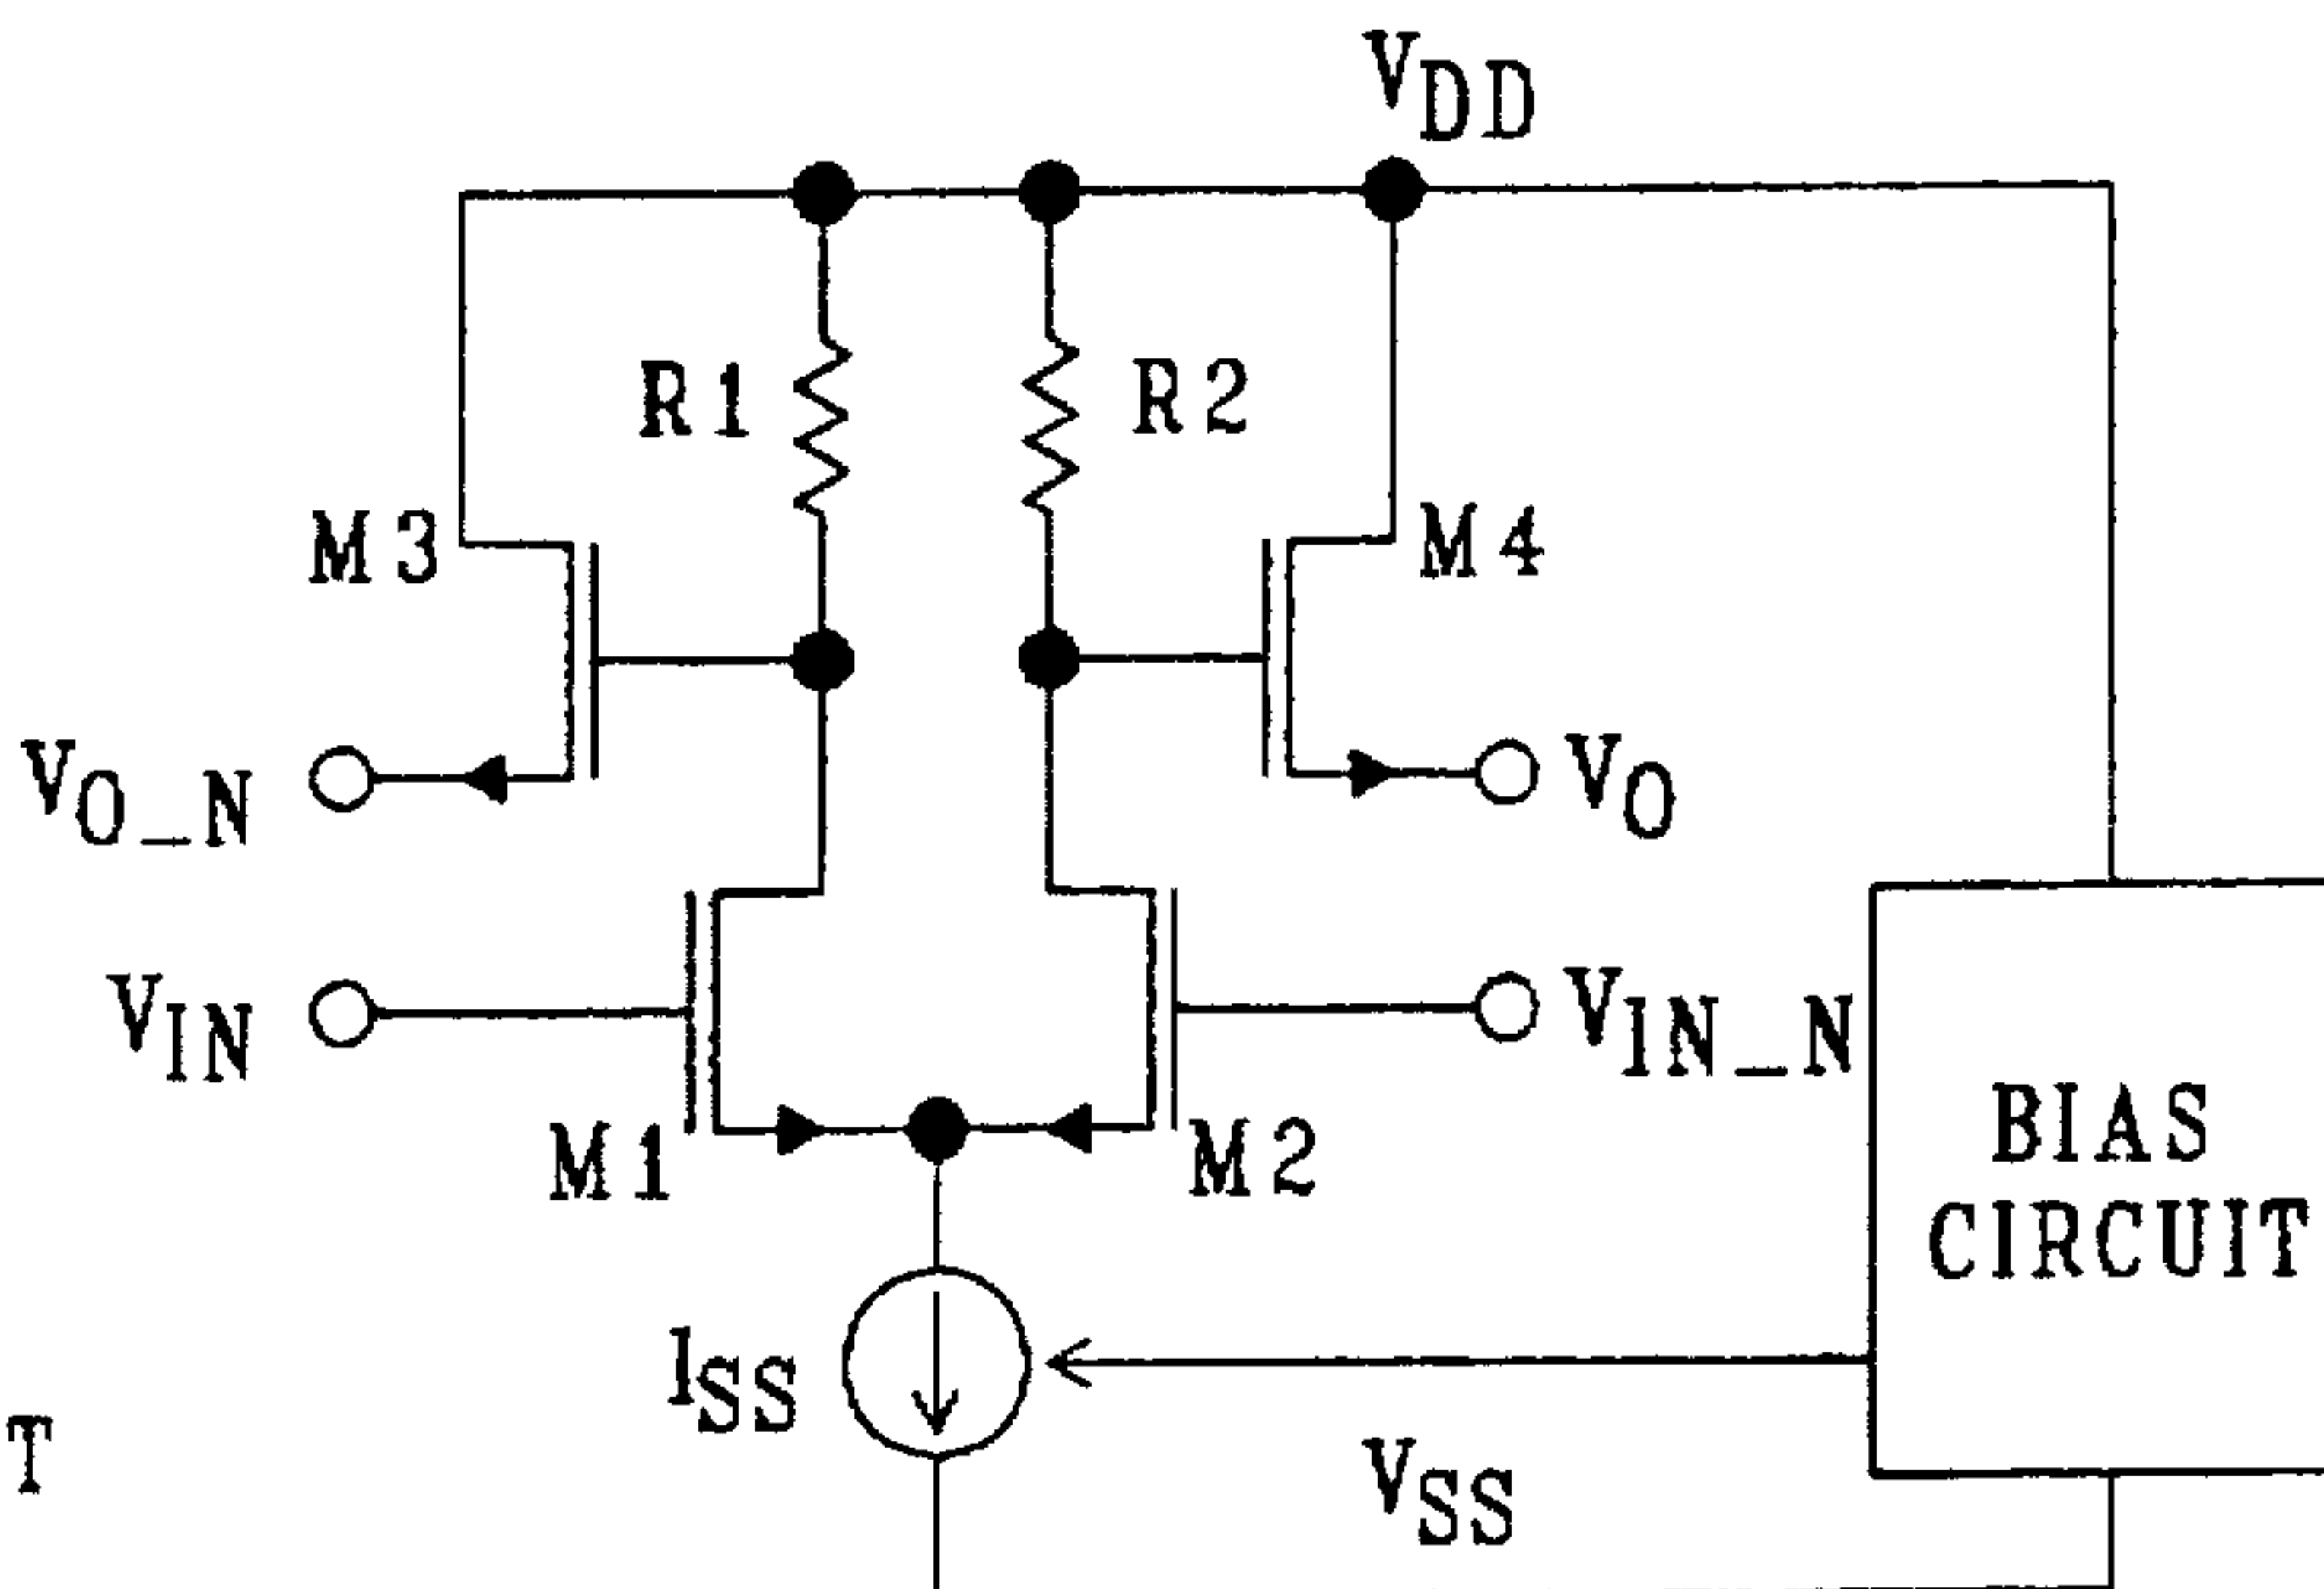 VDD
R1
R2
M3
M4
VO_N
VO
VIN
VIN_N
M1
M2
BIAS
CIRCUIT
ISS
VSS
T